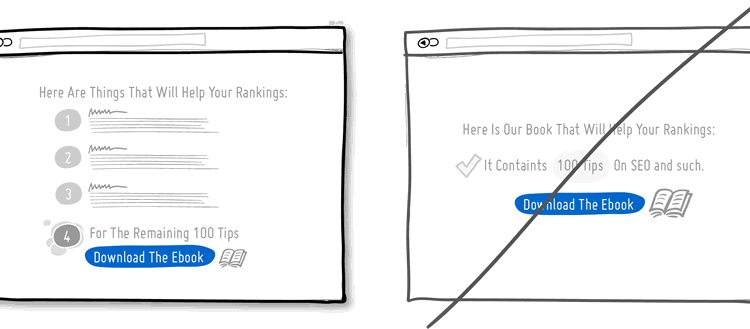 Here Are Things That Will Help Your Rankings:
1
2
3
4
For The Remaining 100 Tips
Download The Ebook
Here Is Our Book That Will Help Your Rankings:
It Containts 100 Tips On SEO and such.
Download The Ebook